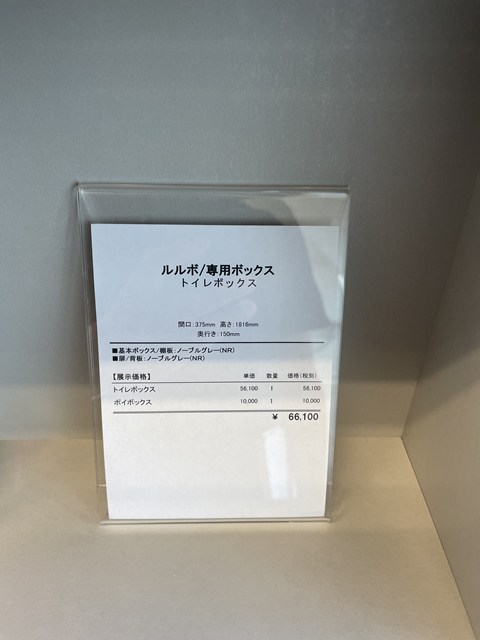 ルルボ/専用ボックス
トイレボックス
間口:375mm 高さ:1816mm
奥行き:150mm
■基本ボックス/棚板:ノーブルグレー(NR)
■扉/背板:ノーブルグレー(NR)
【展示価格】 単価 数量 価格(税別)
トイレボックス 56,100 1 56,100
ポイボックス 10,000 1 10,000
¥ 66,100